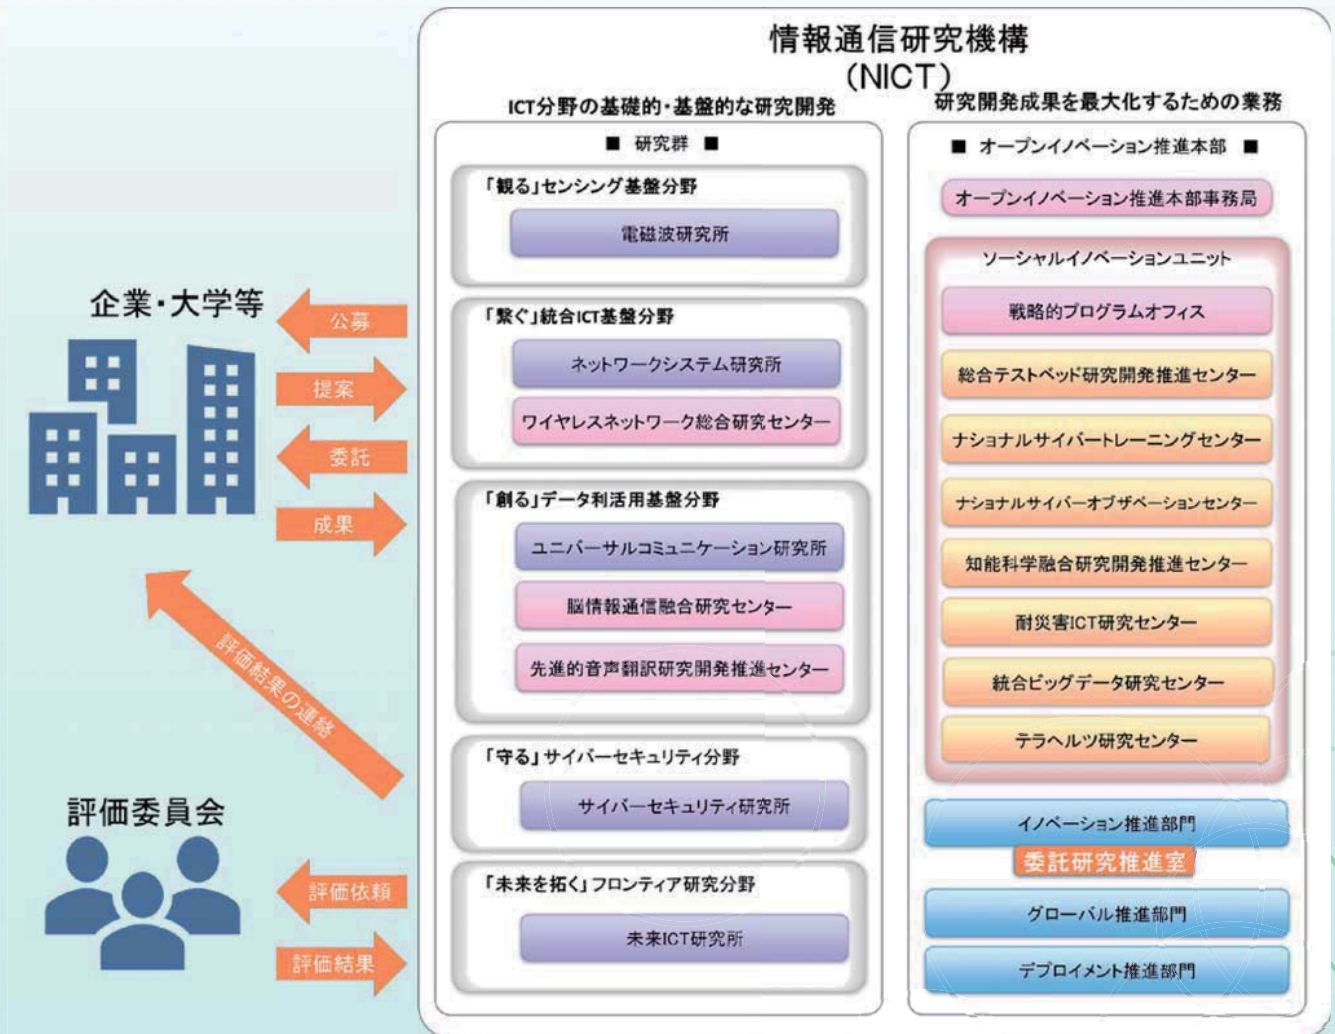 情報通信研究機構
(NICT)
ICT分野の基礎的・基盤的な研究開発
■ 研究群 ■
「観る」センシング基盤分野
電磁波研究所
「繋ぐ」統合ICT基盤分野
ネットワークシステム研究所
ワイヤレスネットワーク総合研究センター
「創る」データ利活用基盤分野
ユニバーサルコミュニケーション研究所
脳情報通信融合研究センター
先進的音声翻訳研究開発推進センター
「守る」サイバーセキュリティ分野
サイバーセキュリティ研究所
「未来を拓く」フロンティア研究分野
未来ICT研究所
研究開発成果を最大化するための業務
■ オープンイノベーション推進本部 ■
オープンイノベーション推進本部事務局
ソーシャルイノベーションユニット
戦略的プログラムオフィス
総合テストベッド研究開発推進センター
ナショナルサイバートレーニングセンター
ナショナルサイバーオブザベーションセンター
知能科学融合研究開発推進センター
耐災害ICT研究センター
統合ビッグデータ研究センター
テラヘルツ研究センター
イノベーション推進部門
委託研究推進室
グローバル推進部門
デプロイメント推進部門
企業・大学等
公募
提案
委託
成果
評価結果の連絡
評価委員会
評価依頼
評価結果